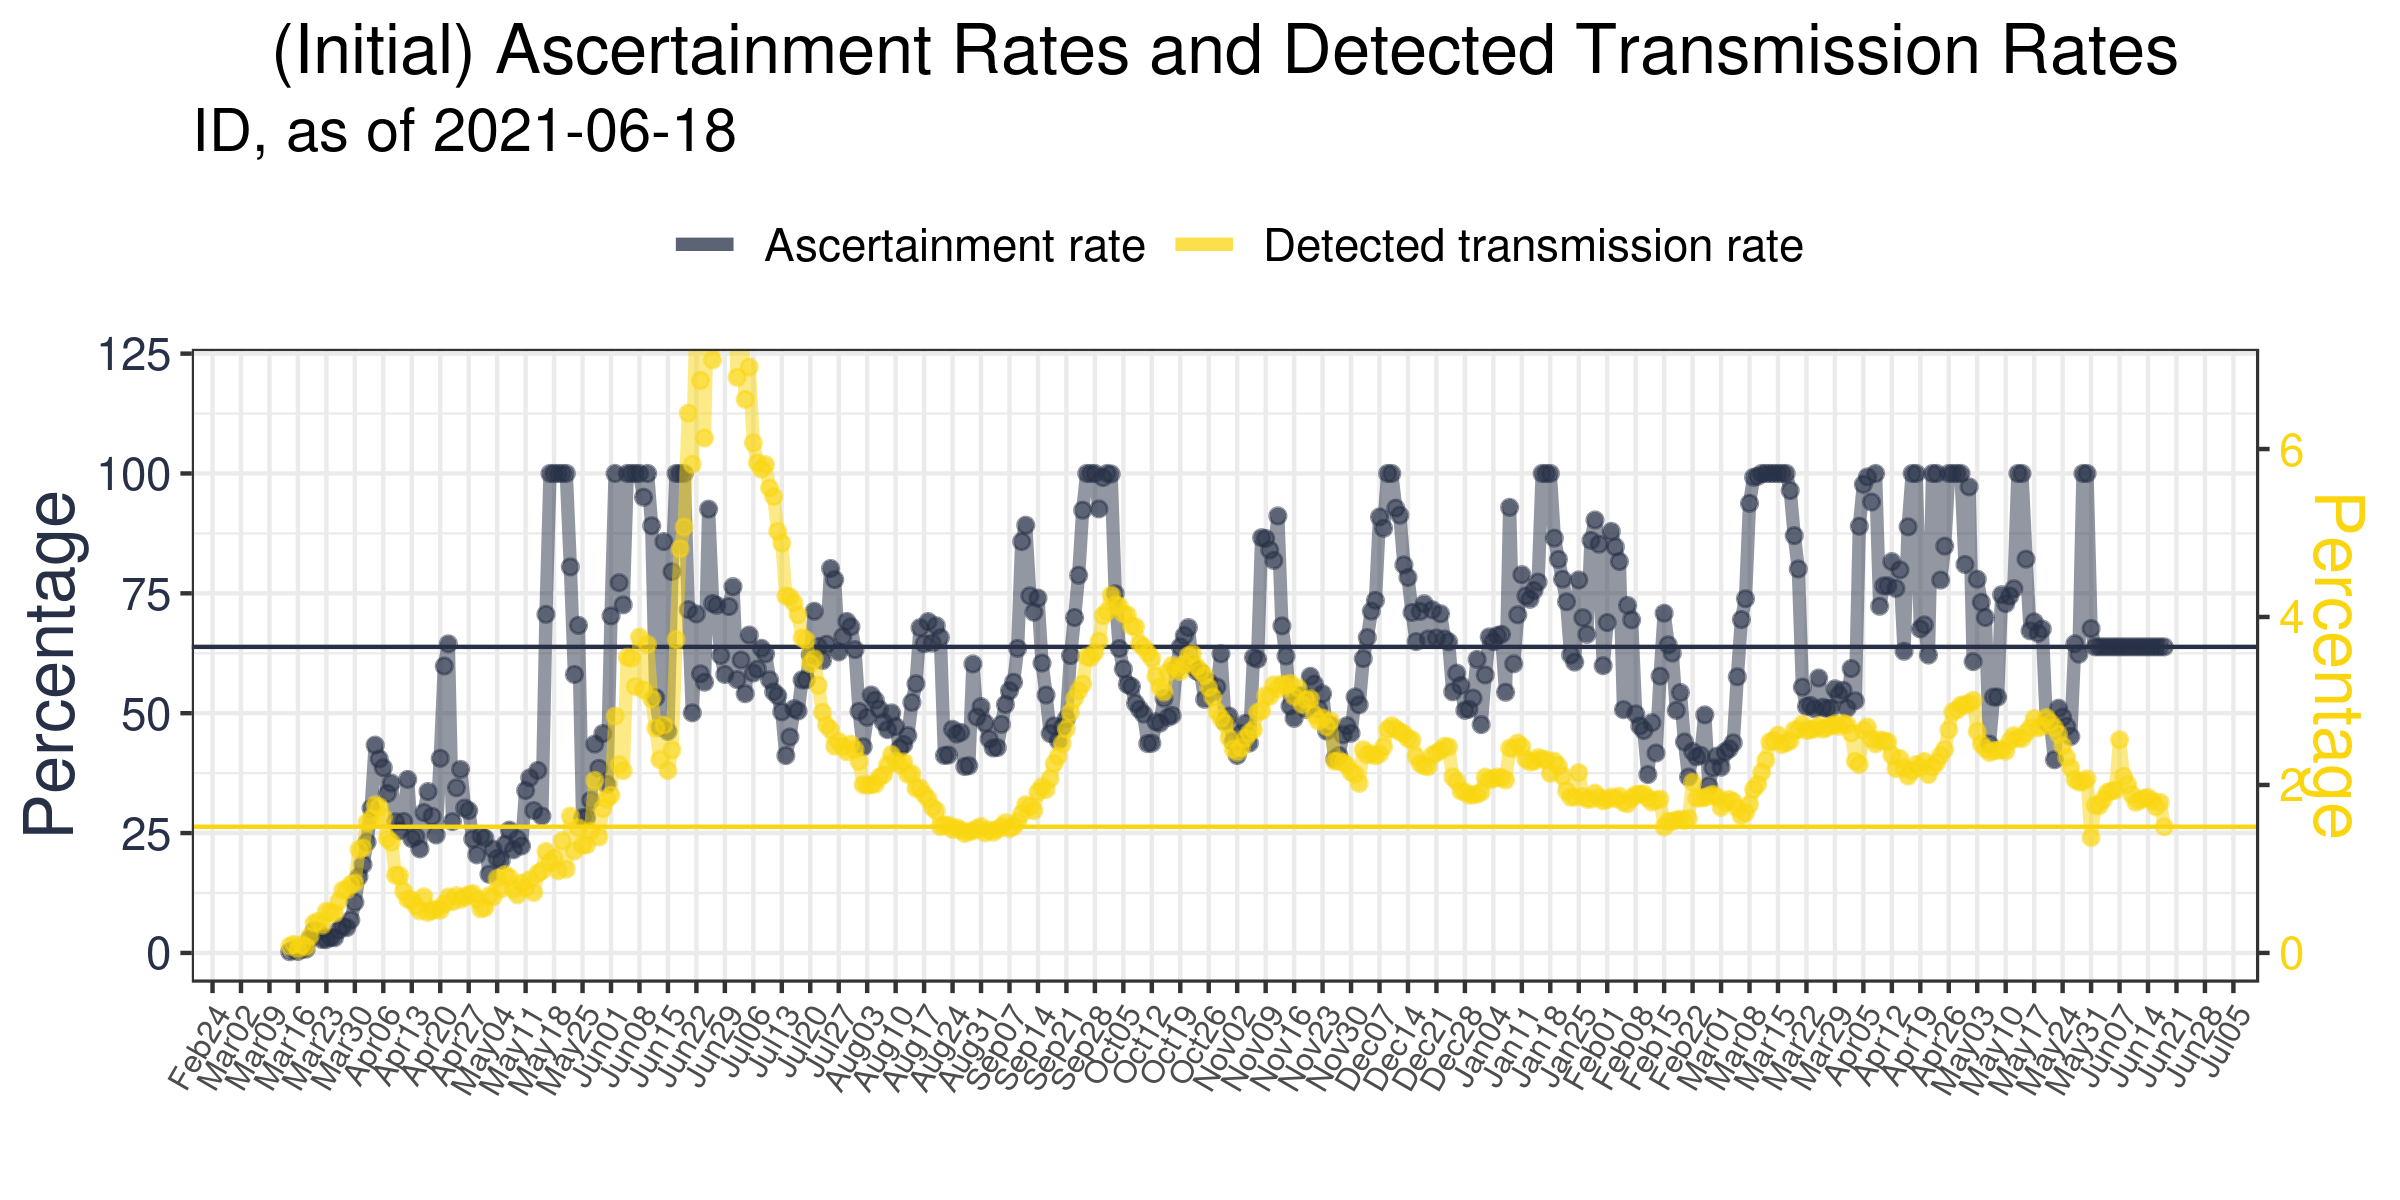 (Initial) Ascertainment Rates and Detected Transmission Rates
ID, as of 2021-06-18
Ascertainment rate Detected transmission rate
125
100
75
50
25
0
Percentage
6
4
2
0
Percentage
Feb24 Mar02 Mar09 Mar16 Mar23 Mar30 Apr06 Apr13 Apr20 Apr27 May04 May11 May18 May25 Jun01 Jun08 Jun15 Jun22 Jun29 Jul06 Jul13 Jul20 Jul27 Aug03 Aug10 Aug17 Aug24 Aug31 Sep07 Sep14 Sep21 Sep28 Oct05 Oct12 Oct19 Oct26 Nov02 Nov09 Nov16 Nov23 Nov30 Dec07 Dec14 Dec21 Dec28 Jan04 Jan11 Jan18 Jan25 Feb01 Feb08 Feb15 Feb22 Mar01 Mar08 Mar15 Mar22 Mar29 Apr05 Apr12 Apr19 Apr26 May03 May10 May17 May24 May31 Jun07 Jun14 Jun21 Jun28 Jul05